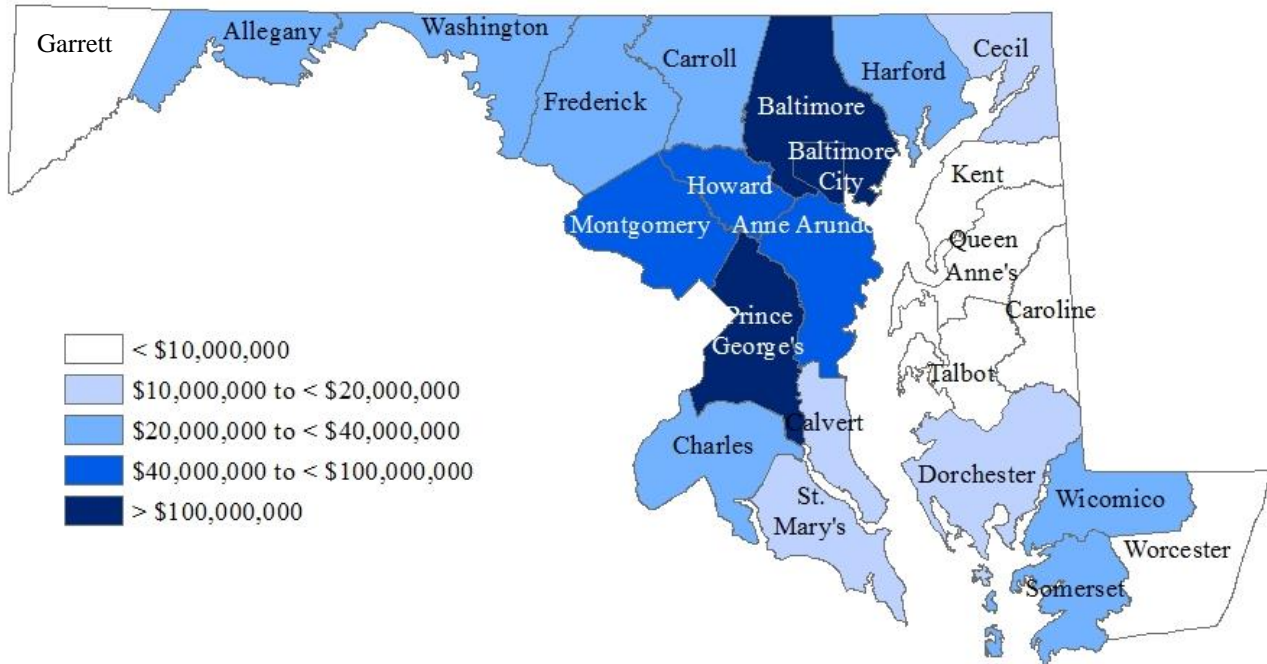 Garrett
Allegany
Washington
Frederick
Carroll
Baltimore
Baltimore
City
Harford
Cecil
Howard
Montgomery
Anne Arunde
Kent
Queen
Anne's
Caroline
Talbot
Prince
George's
Calvert
Charles
St.
Mary's
Dorchester
Wicomico
Worcester
Somerset
< $10,000,000
$10,000,000 to < $20,000,000
$20,000,000 to < $40,000,000
$40,000,000 to < $100,000,000
> $100,000,000